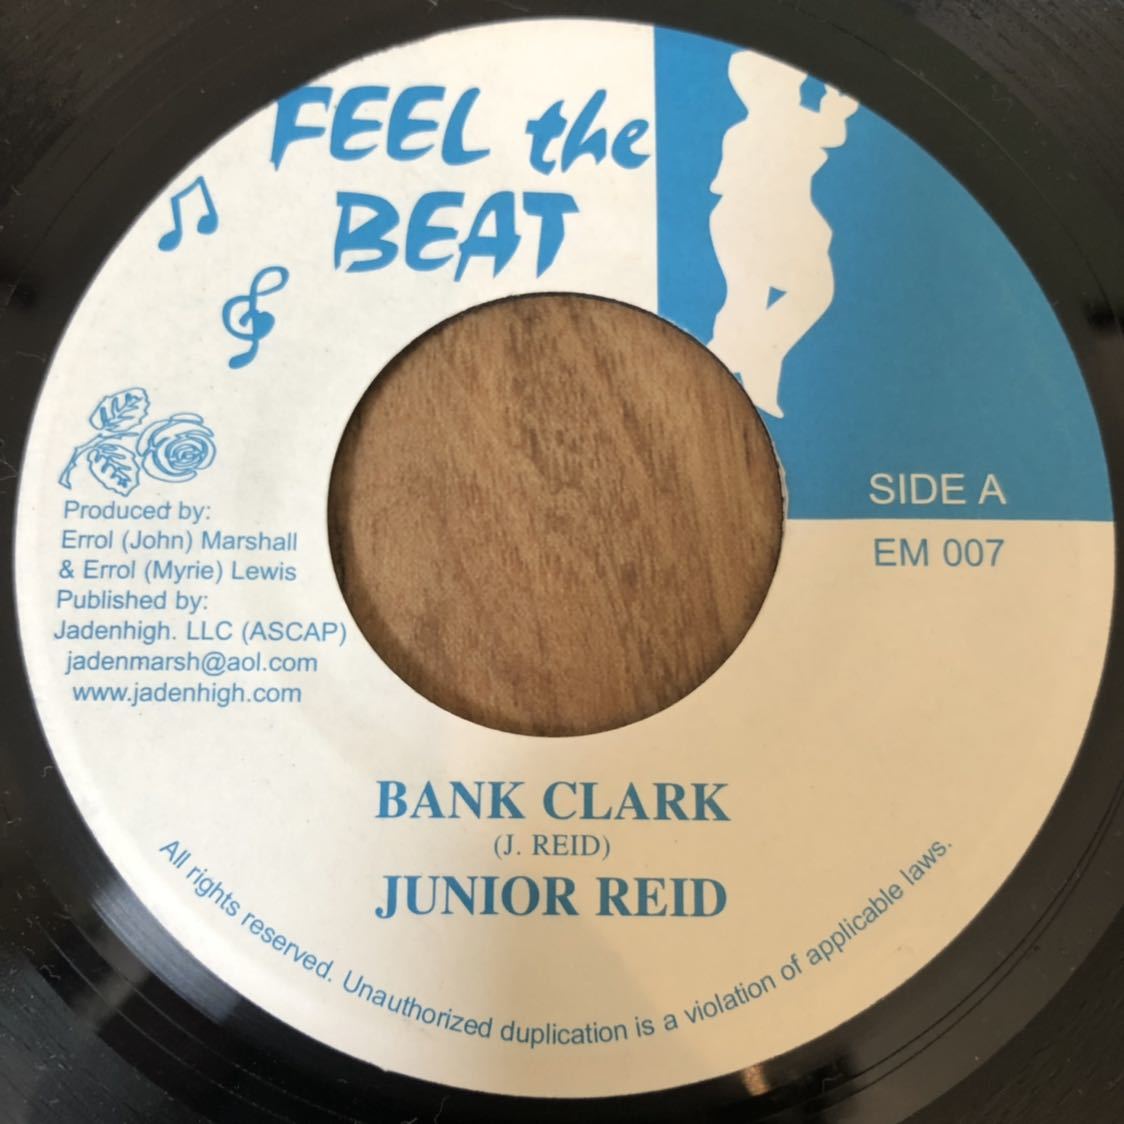 FEEL the
BEAT
Produced by:
Errol (John) Marshall
& Errol (Myrie) Lewis
Published by:
Jadenhigh. LLC (ASCAP)
jadenmarsh@aol.com
www.jadenhigh.com
SIDE A
EM 007
BANK CLARK
(J. REID)
JUNIOR REID
All rights reserved. Unauthorized duplication is a violation of applicable laws.